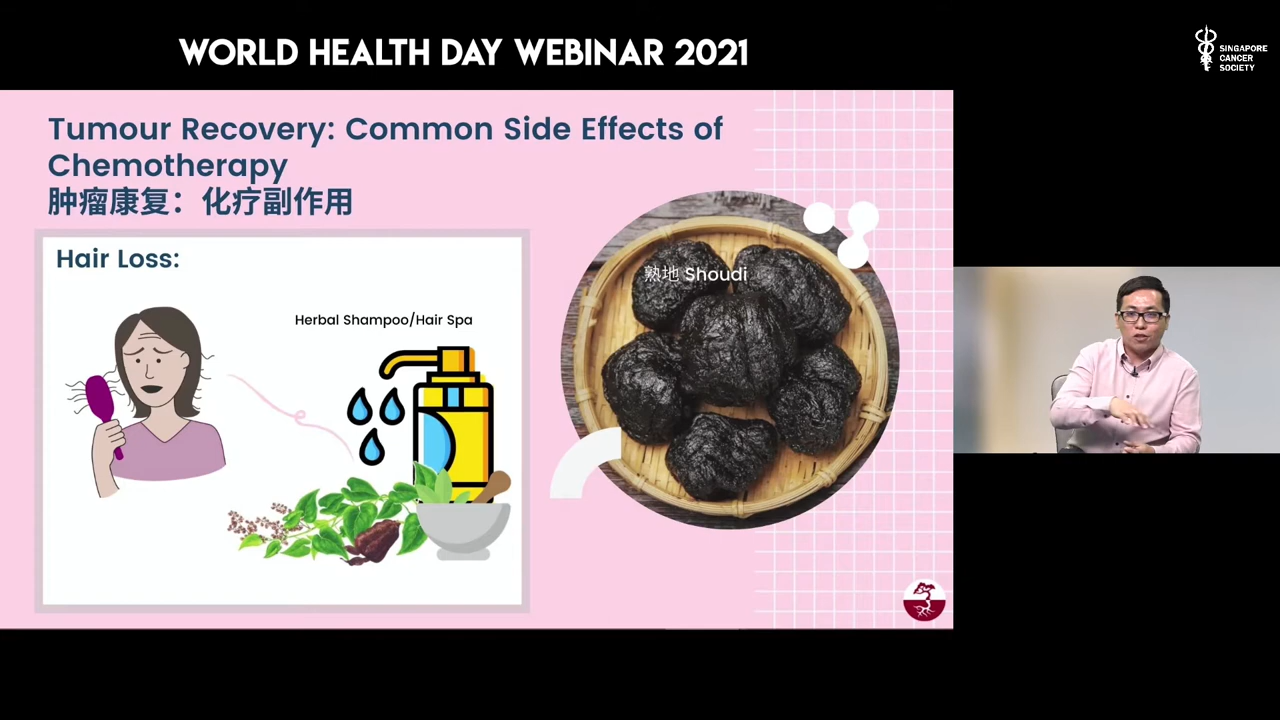 WORLD HEALTH DAY WEBINAR 2021
SINGAPORE
CANCER
SOCIETY
Tumour Recovery: Common Side Effects of
Chemotherapy
肿瘤康复：化疗副作用
Hair Loss:
Herbal Shampoo/Hair Spa
熟地 Shoudi